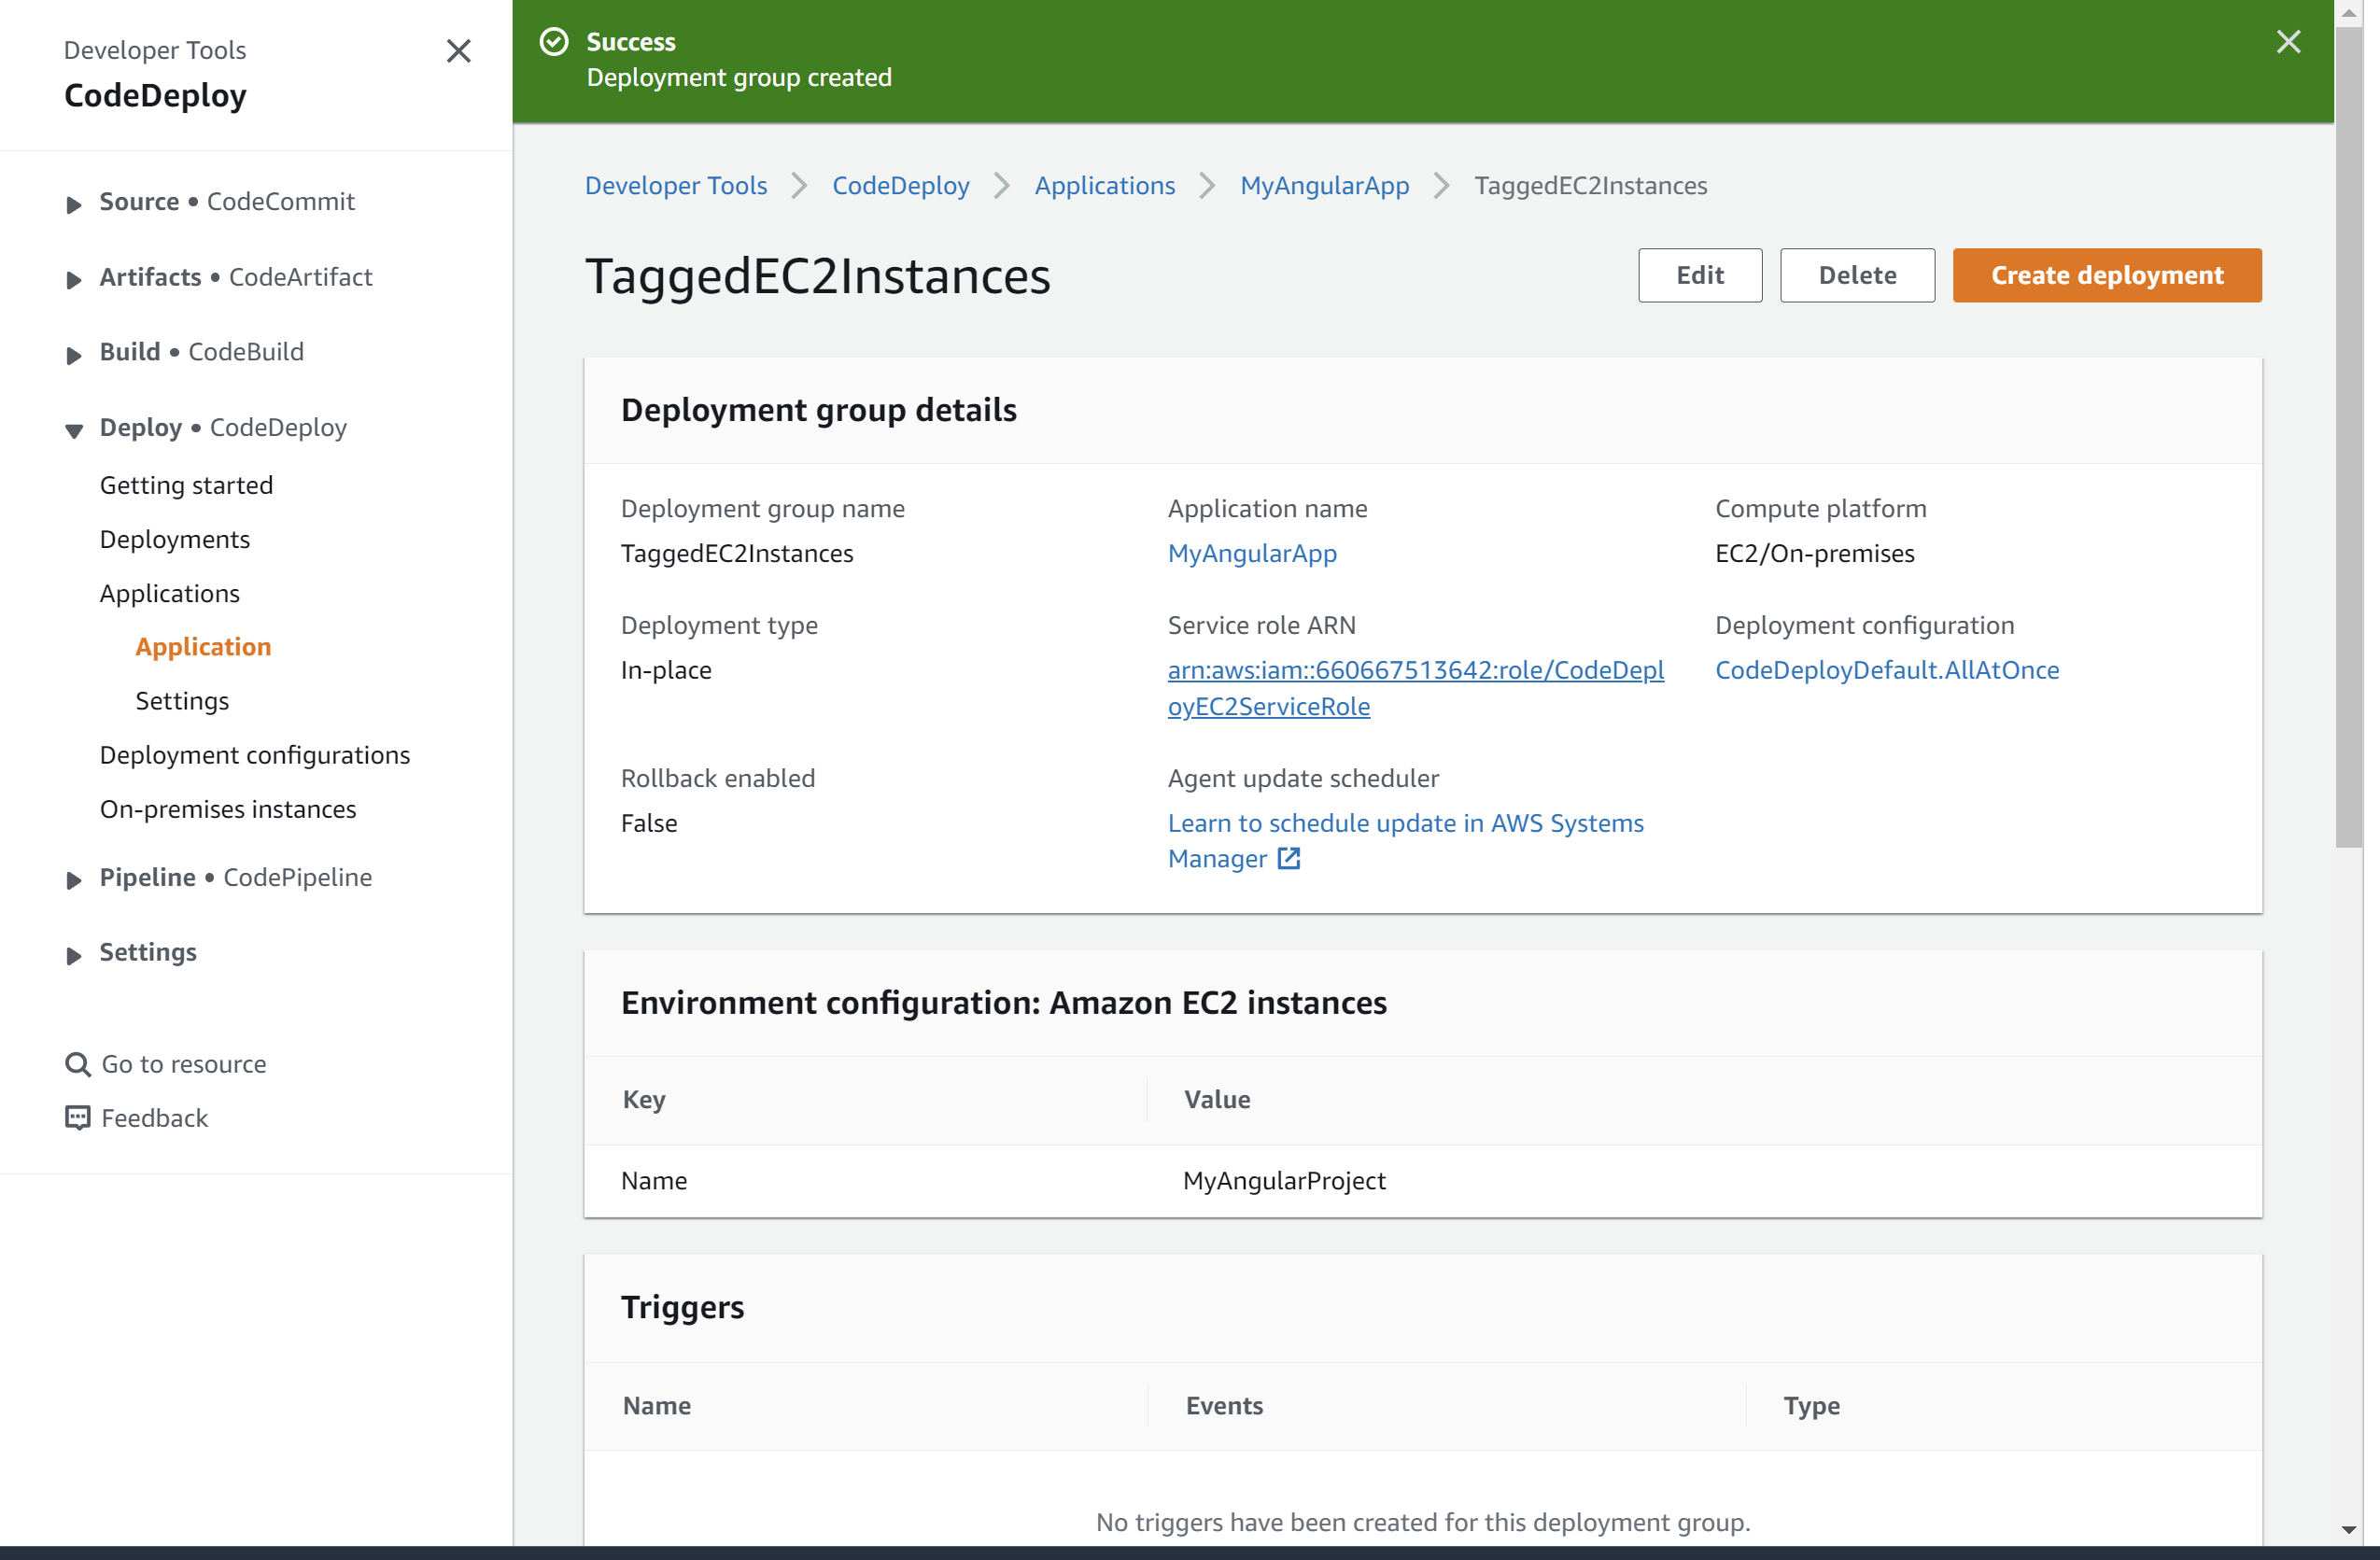 Developer Tools
CodeDeploy
Source • CodeCommit
Artifacts • CodeArtifact
Build • CodeBuild
Deploy • CodeDeploy
Getting started
Deployments
Applications
Application
Settings
Deployment configurations
On-premises instances
Pipeline • CodePipeline
Settings
Go to resource
Feedback
Success
Deployment group created
Developer Tools > CodeDeploy > Applications > MyAngularApp > TaggedEC2Instances
TaggedEC2Instances
Edit
Delete
Create deployment
Deployment group details
Deployment group name
TaggedEC2Instances
Application name
MyAngularApp
Compute platform
EC2/On-premises
Deployment type
In-place
Service role ARN
arn:aws:iam::660667513642:role/CodeDepl
oyEC2ServiceRole
Deployment configuration
CodeDeployDefault.AllAtOnce
Rollback enabled
False
Agent update scheduler
Learn to schedule update in AWS Systems
Manager
Environment configuration: Amazon EC2 instances
Key Value
Name MyAngularProject
Triggers
Name Events Type
No triggers have been created for this deployment group.